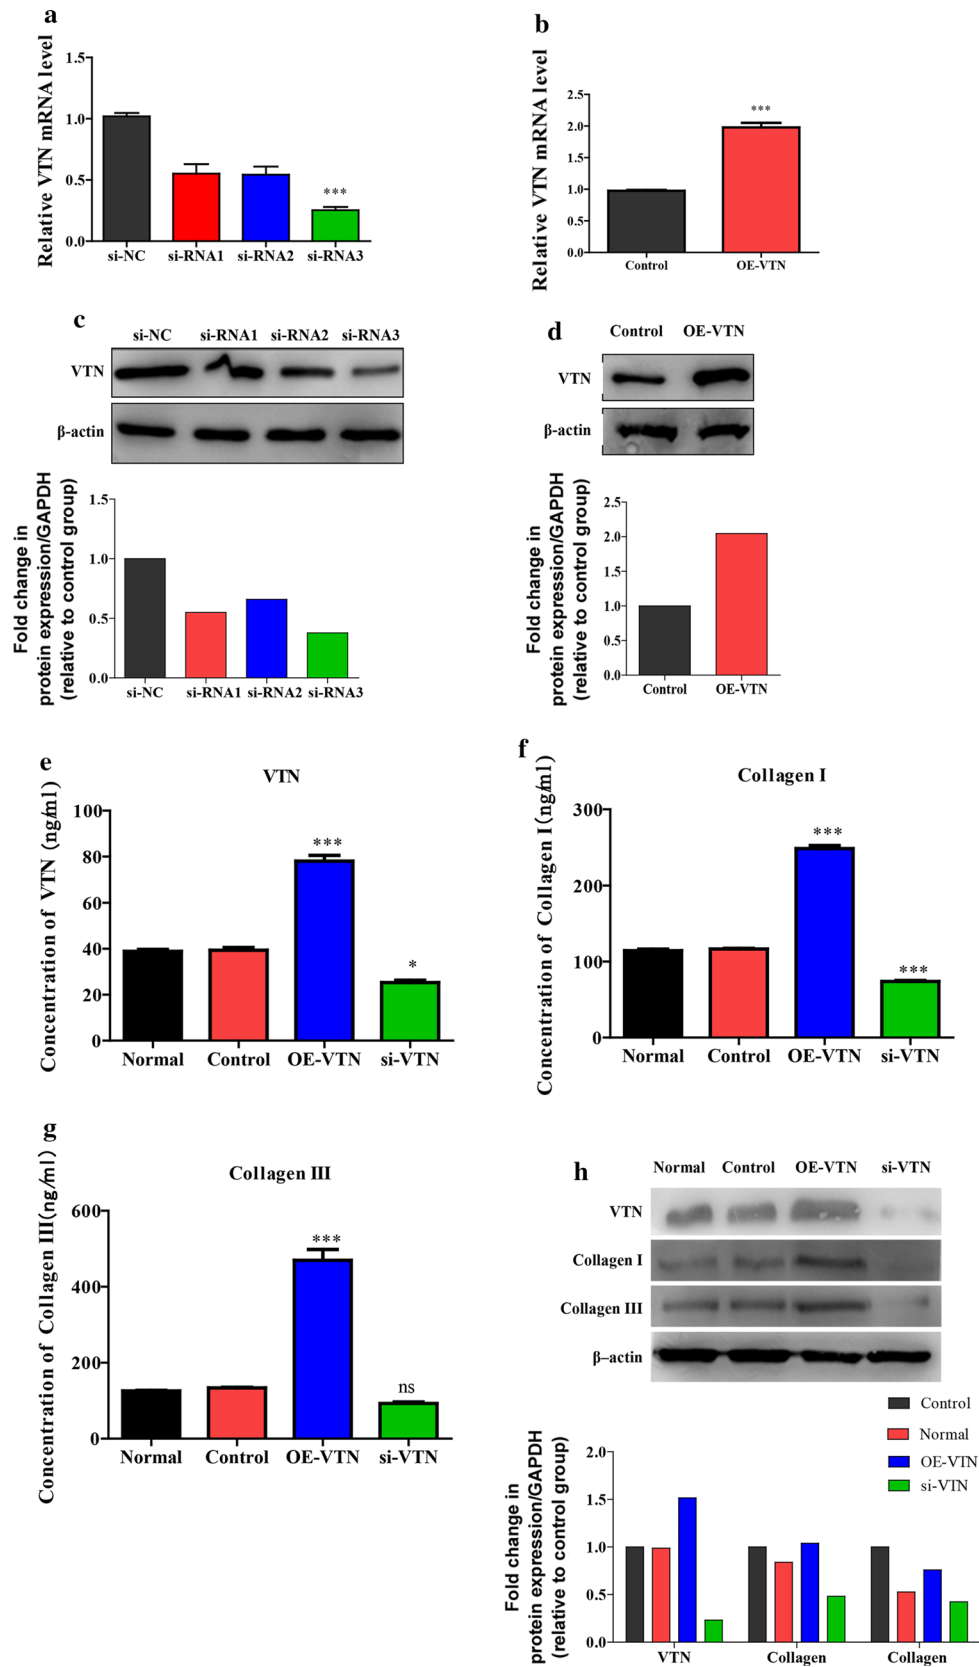 a
Relative VTN mRNA level
1.5
1.0
0.5
0.0
***
si-NC si-RNA1 si-RNA2 si-RNA3
b
Relative VTN mRNA level
2.5
2.0
1.5
1.0
0.5
0.0
***
Control OE-VTN
c
si-NC si-RNA1 si-RNA2 si-RNA3
VTN
β-actin
Fold change in
protein expression/GAPDH
(relative to control group)
1.5
1.0
0.5
0.0
si-NC si-RNA1 si-RNA2 si-RNA3
d
Control OE-VTN
VTN
β-actin
Fold change in
protein expression/GAPDH
(relative to control group)
2.5
2.0
1.5
1.0
0.5
0.0
Control OE-VTN
e
VTN
Concentration of VTN (ng/ml)
100
80
60
40
20
0
***
*
Normal Control OE-VTN si-VTN
f
Collagen I
Concentration of Collagen I(ng/ml)
300
200
100
0
***
***
Normal Control OE-VTN si-VTN
g
Collagen III
Concentration of Collagen III(ng/ml)
600
400
200
0
***
ns
Normal Control OE-VTN si-VTN
h
Normal Control OE-VTN si-VTN
VTN
Collagen I
Collagen III
β–actin
Control
Normal
OE-VTN
si-VTN
Fold change in
protein expression/GAPDH
(relative to control group)
2.0
1.5
1.0
0.5
0.0
VTN Collagen Collagen